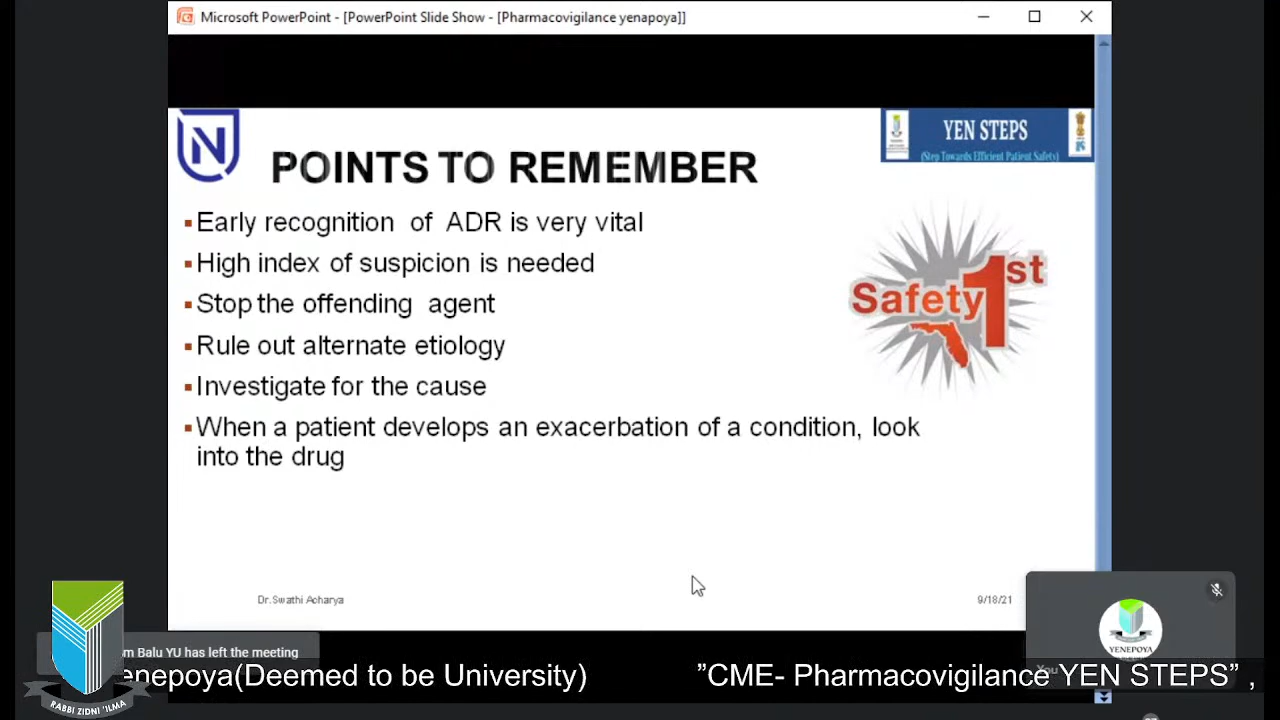 Microsoft PowerPoint - [PowerPoint Slide Show - [Pharmacovigilance yenapoya]]
N
YEN STEPS
(Step Towards Efficient Patient Safety)
POINTS TO REMEMBER
Early recognition of ADR is very vital
High index of suspicion is needed
Stop the offending agent
Rule out alternate etiology
Investigate for the cause
When a patient develops an exacerbation of a condition, look
into the drug
Safety 1st
Dr.Swathi Acharya
9/18/21
Balu YU has left the meeting
YENEPOYA
You
(Deemed to be University) ”CME- Pharmacovigilance YEN STEPS” ,
RABBI ZIDNI 'ILMA